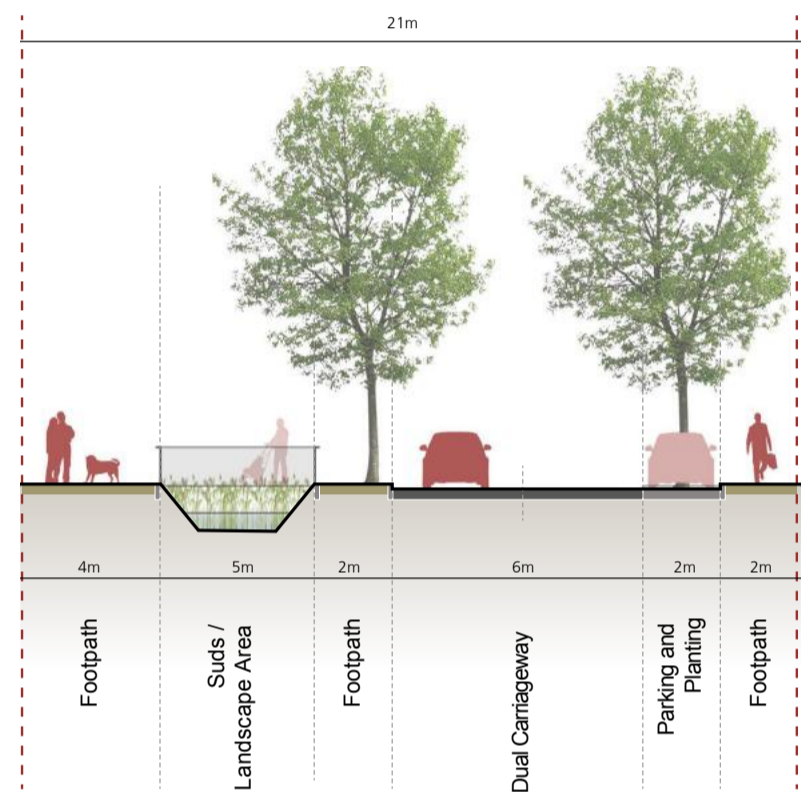 21m
4m
5m
2m
6m
2m
2m
Footpath
Suds /
Landscape Area
Footpath
Dual Carriageway
Parking and
Planting
Footpath